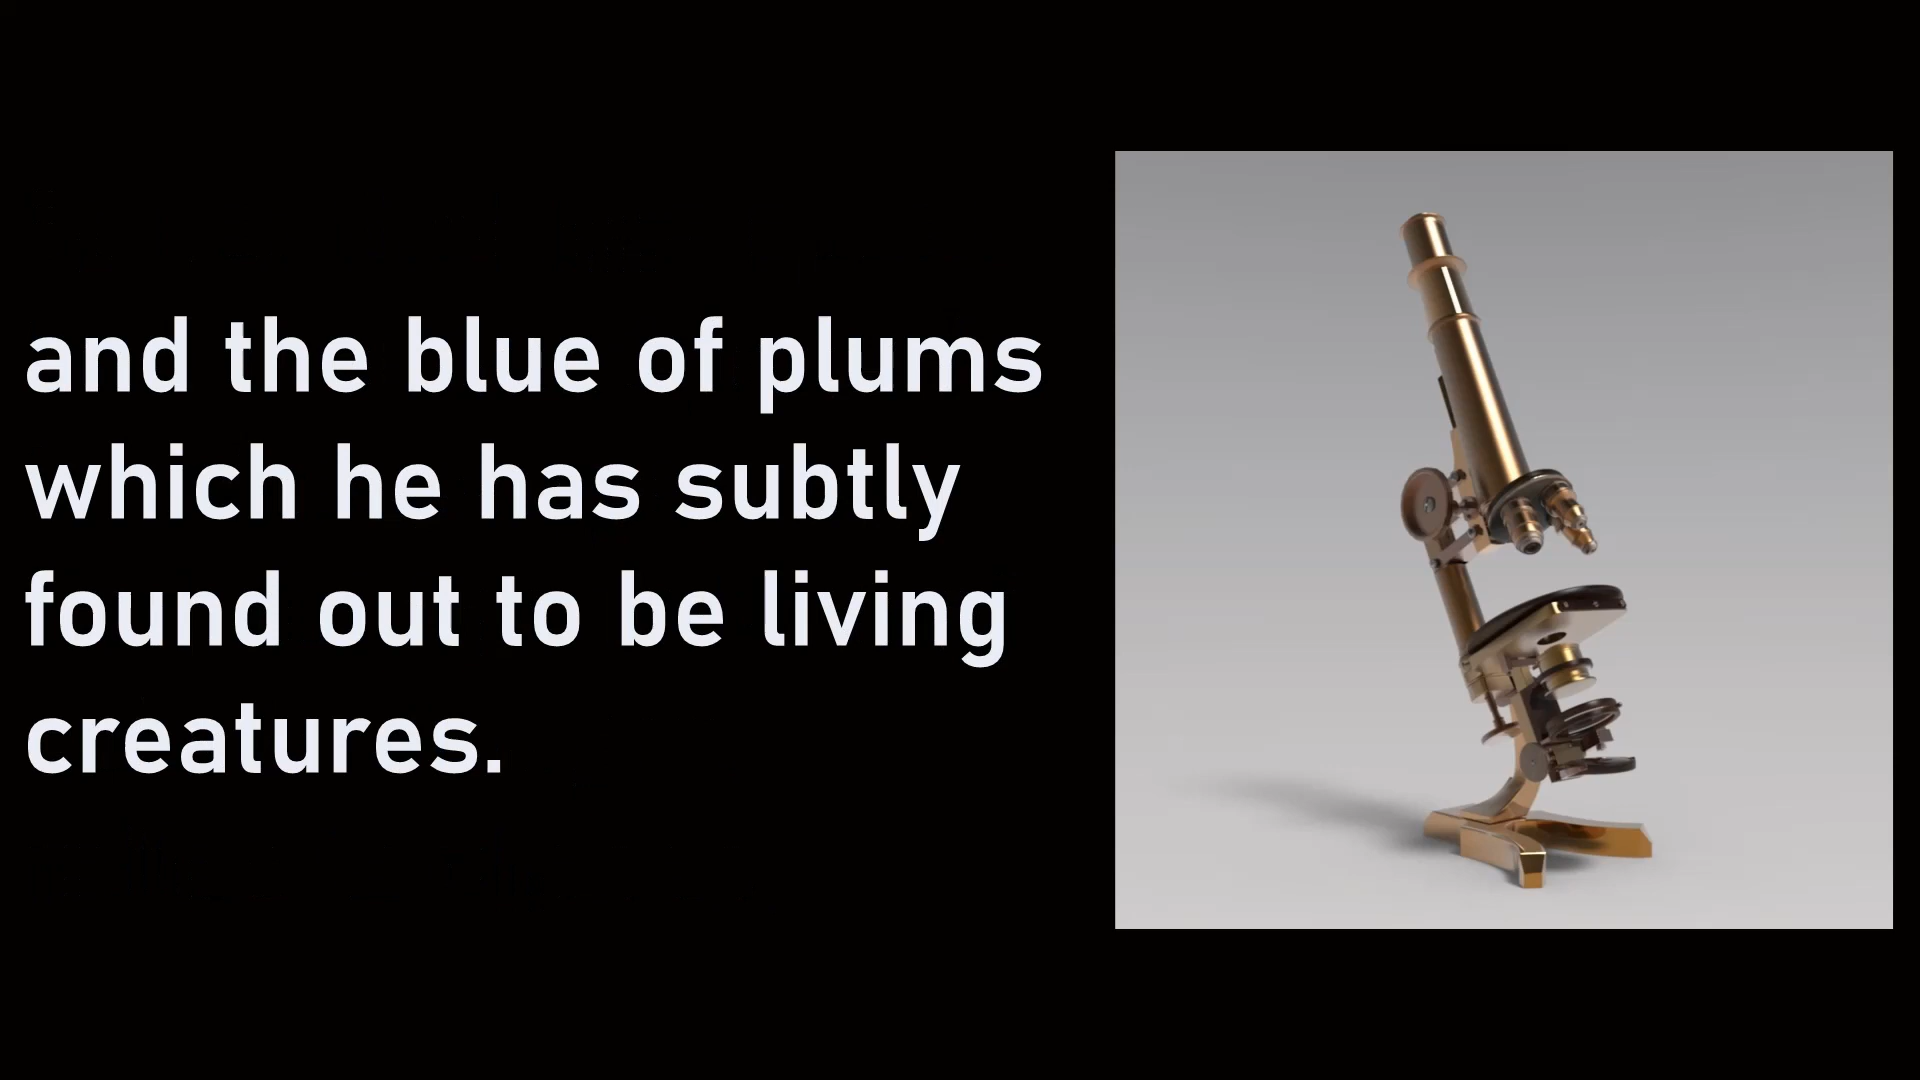 and the blue of plums
which he has subtly
found out to be living
creatures.